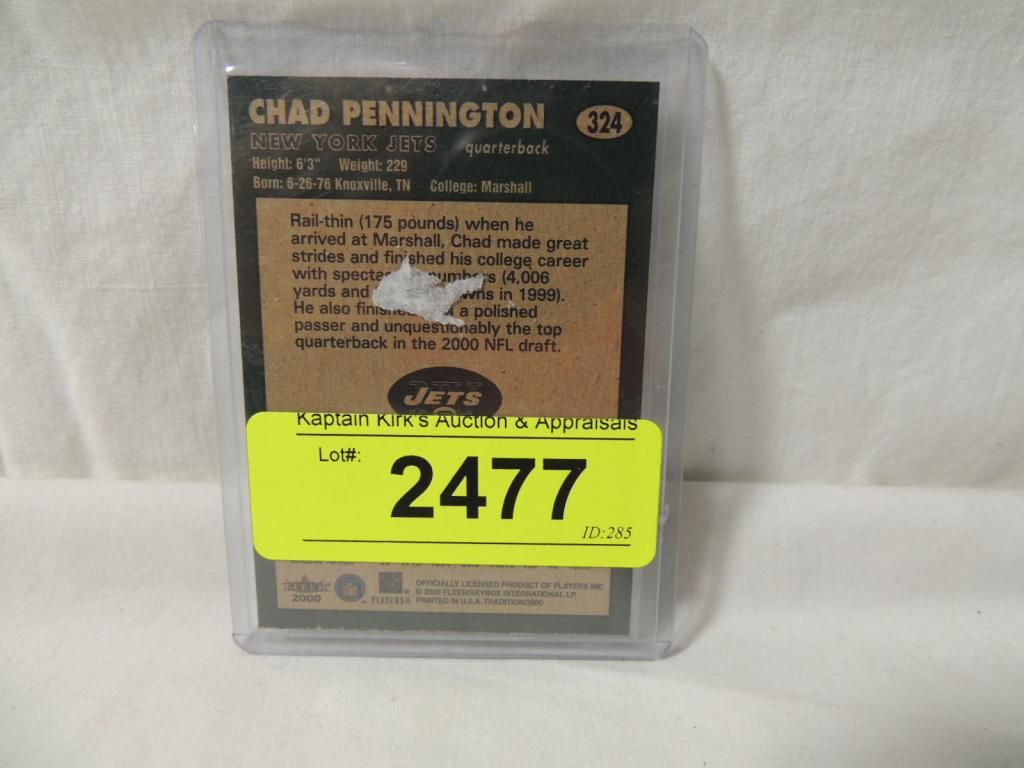 CHAD PENNINGTON
324
NEW YORK JETS quarterback
Height: 6'3" Weight: 229
Born: 6-26-76 Knoxville, TN College: Marshall
Rail-thin (175 pounds) when he
arrived at Marshall, Chad made great
strides and finished his college career
with numbers (4,006
yards and in 1999).
He also a polished
passer and unquestionably the top
quarterback in the 2000 NFL draft.
JETS
Kaptain Kirk's Auction & Appraisals
Lot#:
2477
ID:285
FLEER
2000
PLAYERS
OFFICIALLY LICENSED PRODUCT OF PLAYERS INC
© 2000 FLEER/SKYBOX INTERNATIONAL LP.
PRINTED IN U.S.A. TRADITION/2000